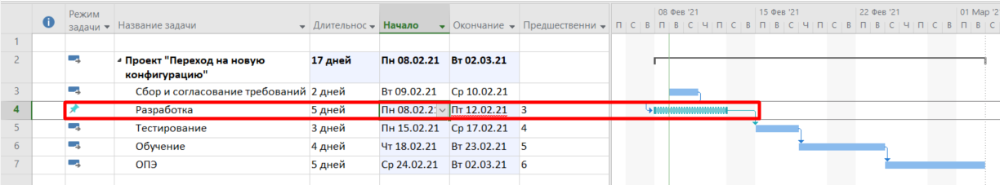 Режим задачи Название задачи Длительнос Начало Окончание Предшественни
08 Фев '21 15 Фев '21 22 Фев '21 01 Мар '2
П С В П В С Ч П С В П В С Ч П С В П В С Ч П С В П В С
1
2 Проект "Переход на новую конфигурацию" 17 дней Пн 08.02.21 Вт 02.03.21
3 Сбор и согласование требований 2 дней Вт 09.02.21 Ср 10.02.21
4 Разработка 5 дней Пн 08.02.2 Пт 12.02.21 3
5 Тестирование 3 дней Пн 15.02.21 Ср 17.02.21 4
6 Обучение 4 дней Чт 18.02.21 Вт 23.02.21 5
7 ОПЭ 5 дней Ср 24.02.21 Вт 02.03.21 6